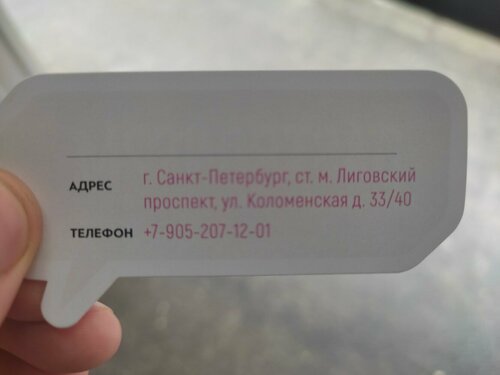 АДРЕС г. Санкт-Петербург, ст. м. Лиговский
проспект, ул. Коломенская д. 33/40
ТЕЛЕФОН +7-905-207-12-01